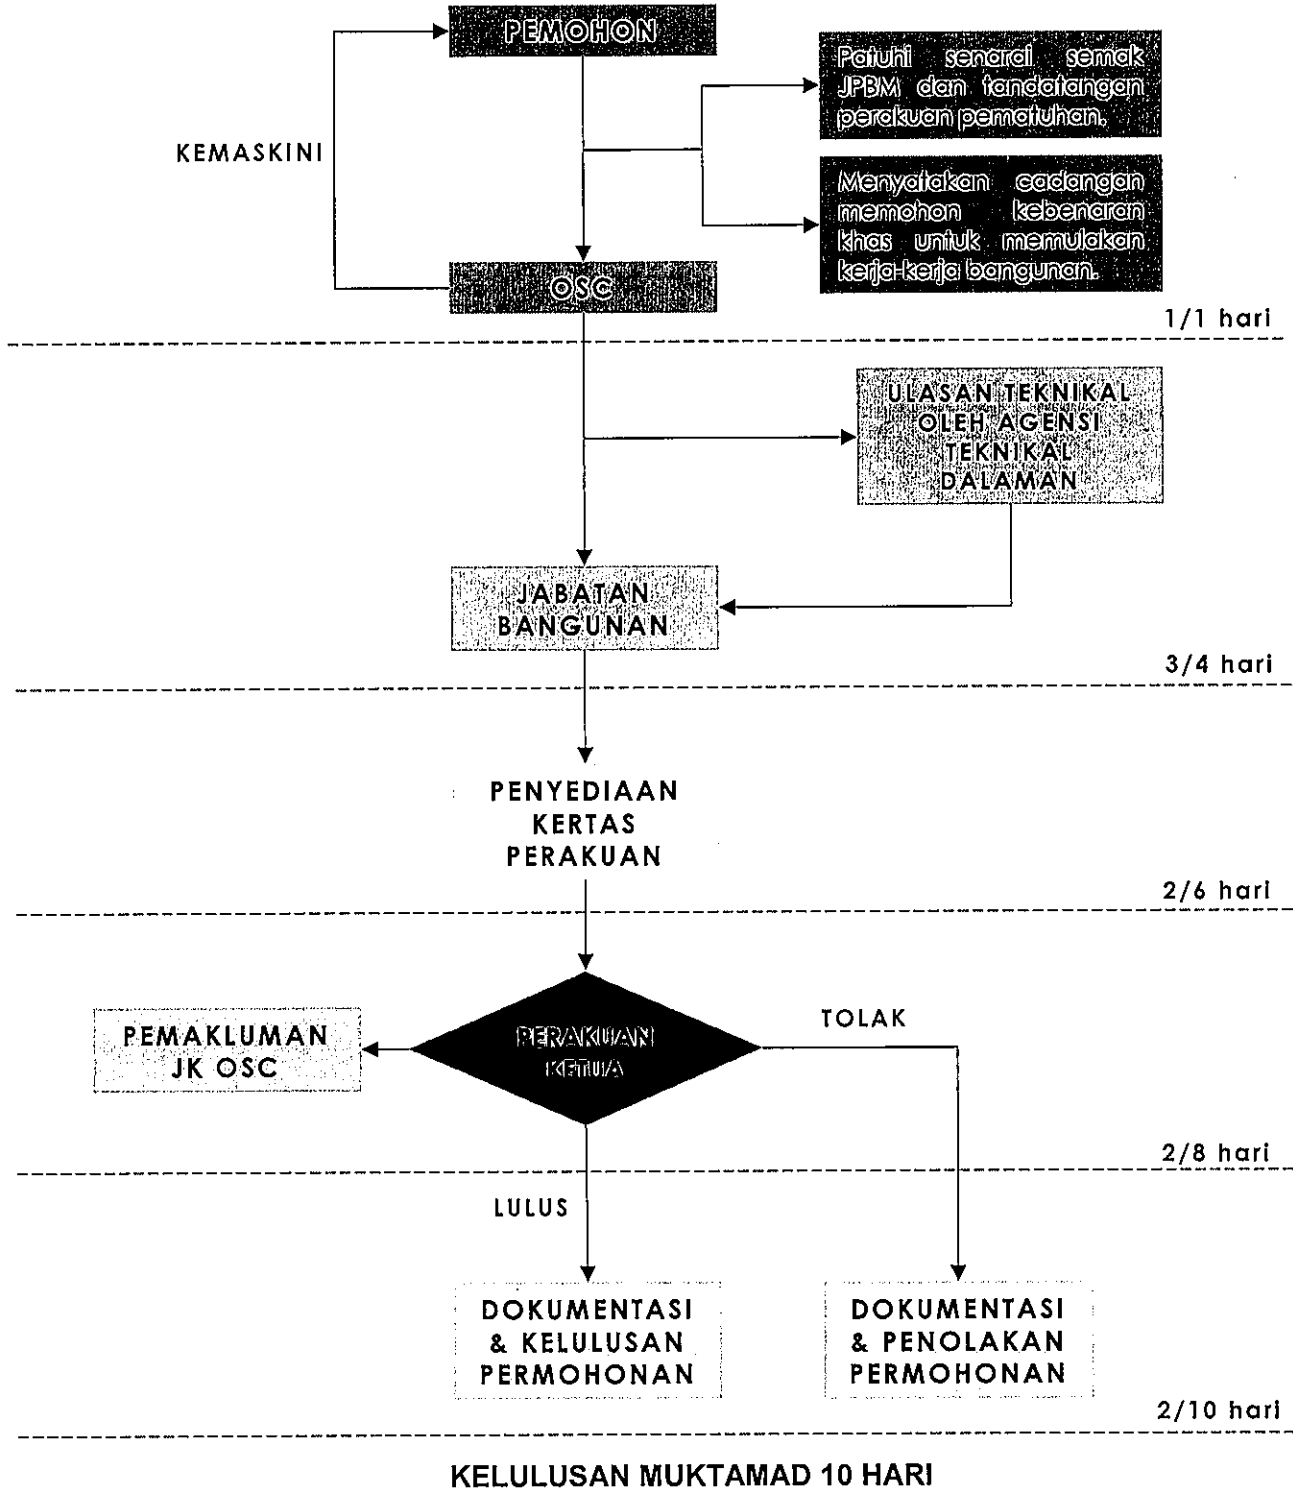 PEMOHON
Patuhi senarai semak
JPBM dan tandatangan
perakuan pematuhan.
KEMASKINI
Menyatakan cadangan
memohon kebenaran
khas untuk memulakan
kerja-kerja bangunan.
OSC
1/1 hari
ULASAN TEKNIKAL
OLEH AGENSI
TEKNIKAL
DALAMAN
JABATAN
BANGUNAN
3/4 hari
PENYEDIAAN
KERTAS
PERAKUAN
2/6 hari
PEMAKLUMAN
JK OSC
PERAKUAN
KETUA
TOLAK
2/8 hari
LULUS
DOKUMENTASI
& KELULUSAN
PERMOHONAN
DOKUMENTASI
& PENOLAKAN
PERMOHONAN
2/10 hari
KELULUSAN MUKTAMAD 10 HARI